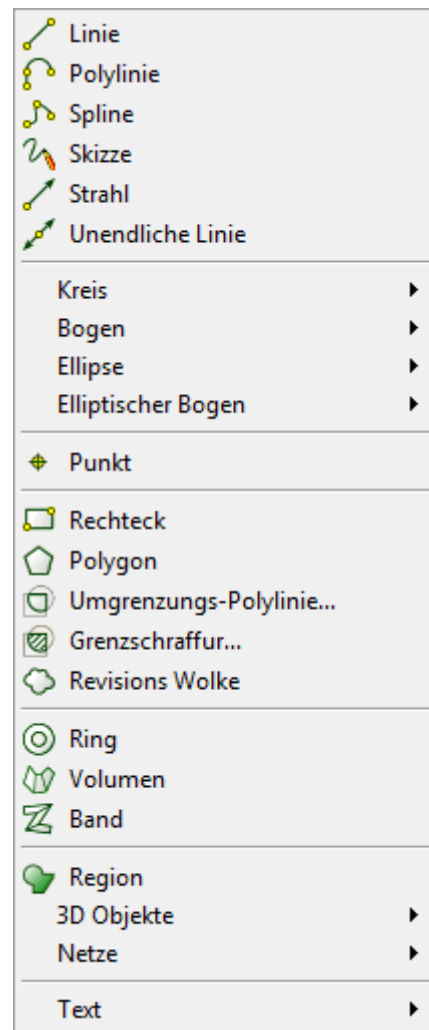 Linie
Polylinie
Spline
Skizze
Strahl
Unendliche Linie
Kreis
Bogen
Ellipse
Elliptischer Bogen
Punkt
Rechteck
Polygon
Umgrenzungs-Polylinie...
Grenzschraffur...
Revisions Wolke
Ring
Volumen
Band
Region
3D Objekte
Netze
Text